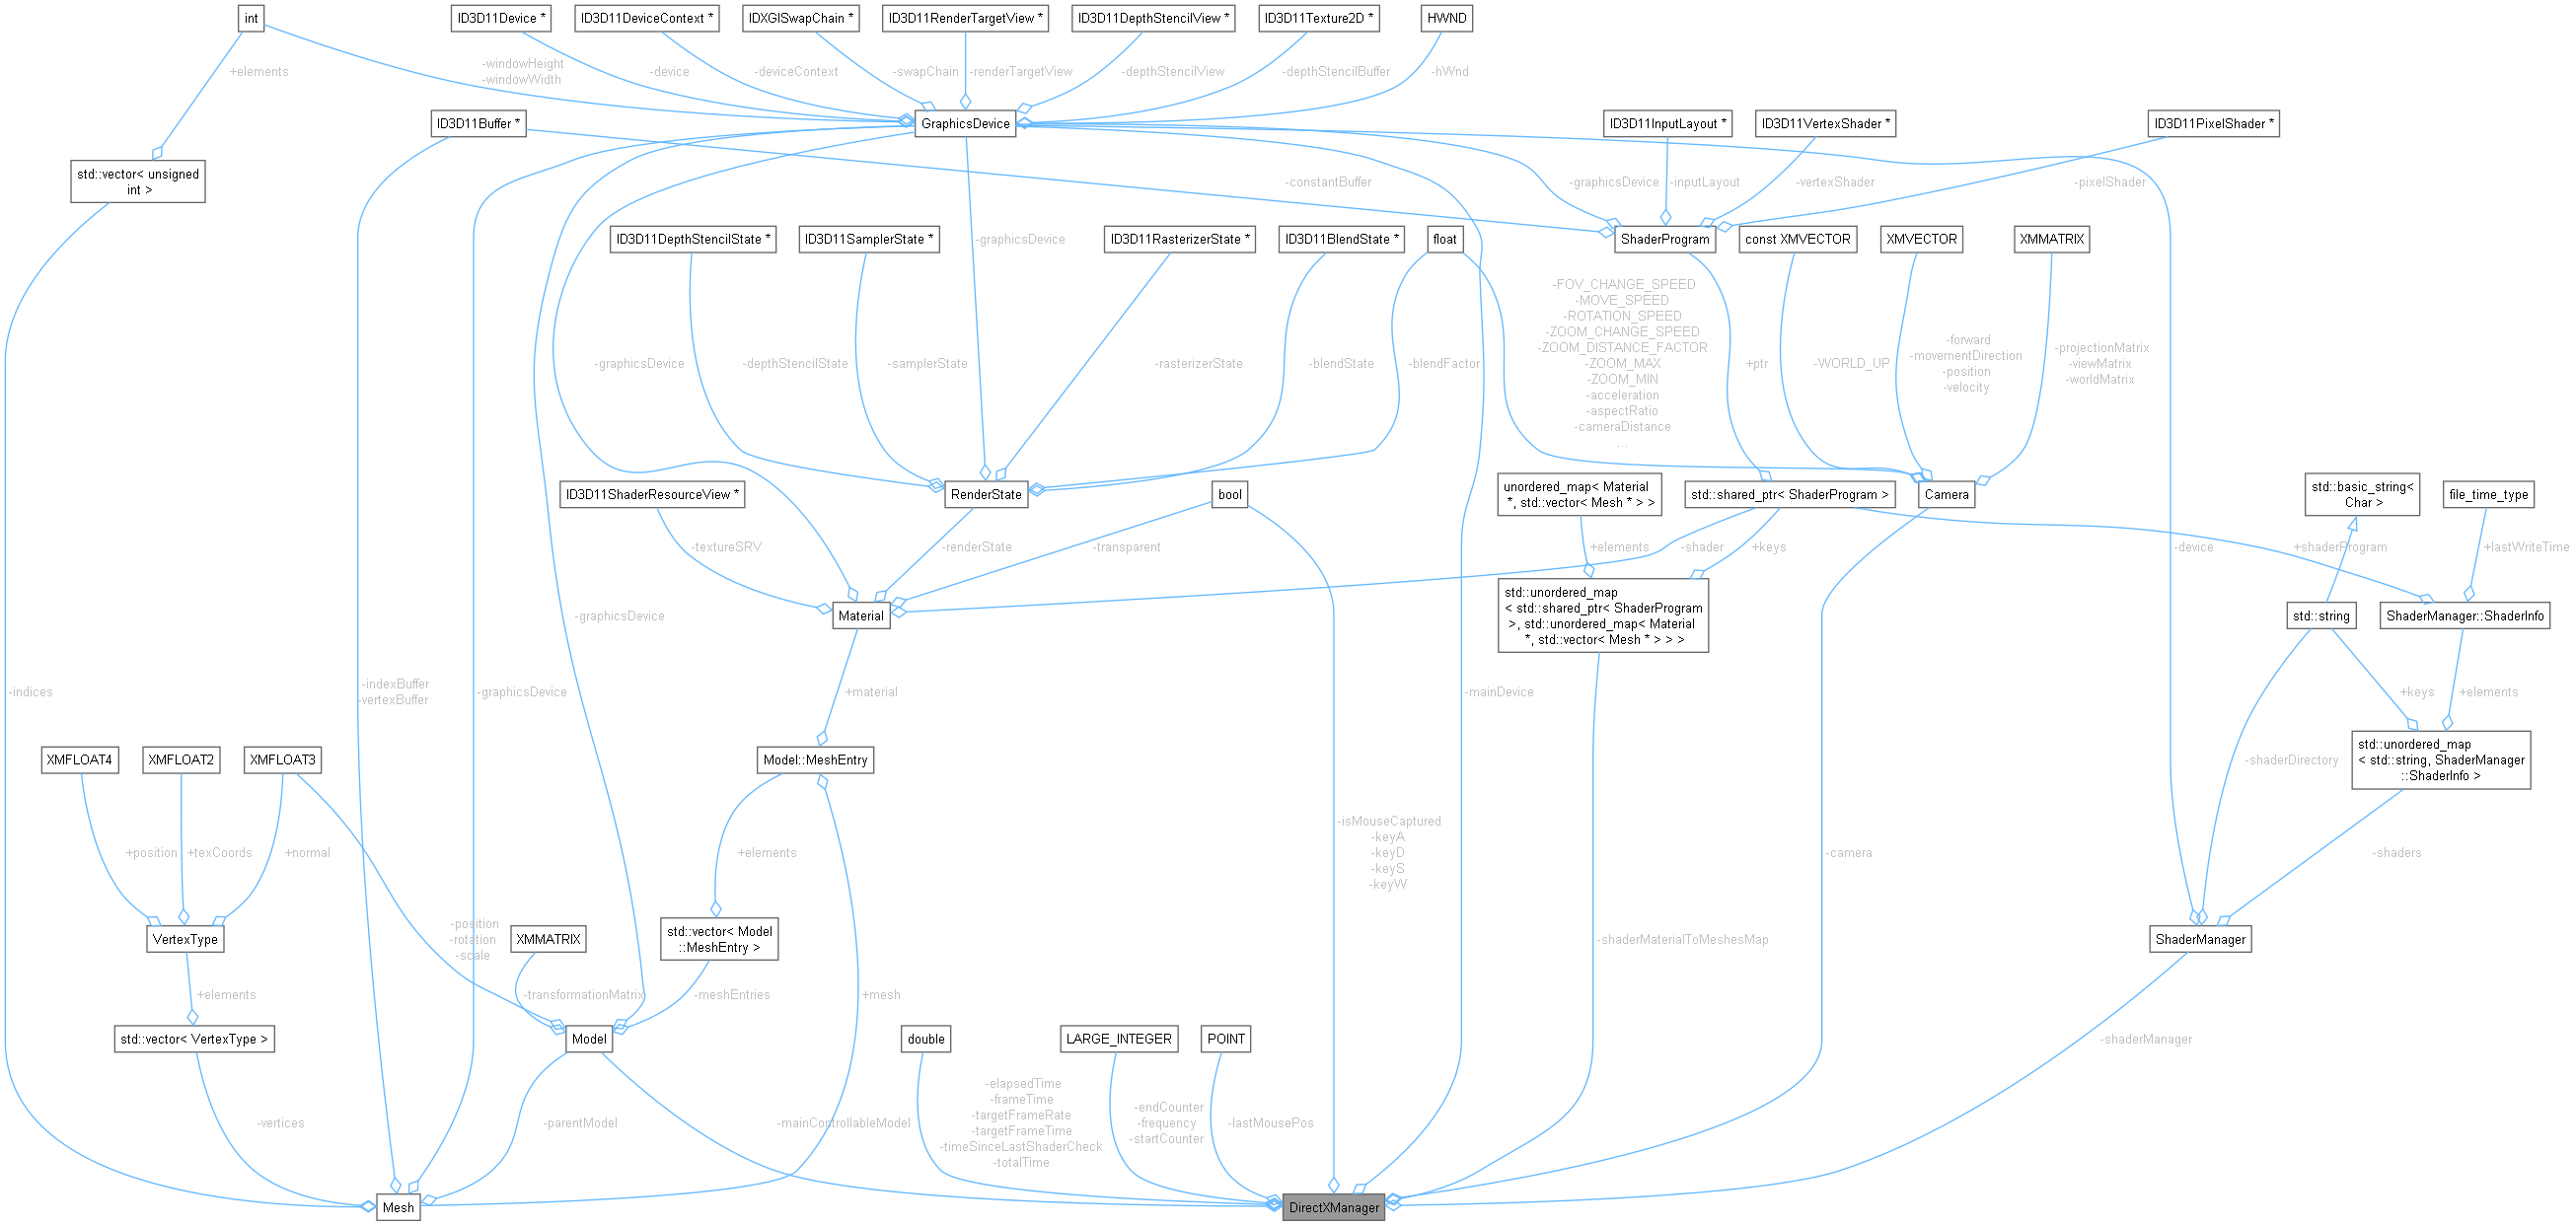 int
ID3D11Device *
ID3D11DeviceContext *
IDXGISwapChain *
ID3D11RenderTargetView *
ID3D11DepthStencilView *
ID3D11Texture2D *
HWND
+elements
-windowHeight
-windowWidth
-device
-deviceContext
-swapChain
-renderTargetView
-depthStencilView
-depthStencilBuffer
-hWnd
ID3D11Buffer *
GraphicsDevice
ID3D11InputLayout *
ID3D11VertexShader *
ID3D11PixelShader *
std::vector< unsigned
int >
-constantBuffer
-graphicsDevice
-inputLayout
-vertexShader
-pixelShader
ID3D11DepthStencilState *
ID3D11SamplerState *
-graphicsDevice
ID3D11RasterizerState *
ID3D11BlendState *
float
ShaderProgram
const XMVECTOR
XMVECTOR
XMMATRIX
-graphicsDevice
-depthStencilState
-samplerState
-rasterizerState
-blendState
-blendFactor
-FOV_CHANGE_SPEED
-MOVE_SPEED
-ROTATION_SPEED
-ZOOM_CHANGE_SPEED
-ZOOM_DISTANCE_FACTOR
-ZOOM_MAX
-ZOOM_MIN
-acceleration
-aspectRatio
-cameraDistance
...
+ptr
-WORLD_UP
-forward
-movementDirection
-position
-velocity
-projectionMatrix
-viewMatrix
-worldMatrix
ID3D11ShaderResourceView *
RenderState
bool
unordered_map< Material
*, std::vector< Mesh * > >
std::shared_ptr< ShaderProgram >
Camera
std::basic_string<
Char >
file_time_type
-textureSRV
-renderState
-transparent
+elements
-shader
+keys
-device
+shaderProgram
+lastWriteTime
-graphicsDevice
Material
std::unordered_map
< std::shared_ptr< ShaderProgram
>, std::unordered_map< Material
*, std::vector< Mesh * > > >
std::string
ShaderManager::ShaderInfo
-indices
-indexBuffer
-vertexBuffer
-graphicsDevice
+material
-mainDevice
+keys
+elements
XMFLOAT4
XMFLOAT2
XMFLOAT3
Model::MeshEntry
-shaderDirectory
std::unordered_map
< std::string, ShaderManager
::ShaderInfo >
+position
+texCoords
+normal
+elements
-isMouseCaptured
-keyA
-keyD
-keyS
-keyW
-camera
-shaders
VertexType
-position
-rotation
-scale
XMMATRIX
std::vector< Model
::MeshEntry >
-shaderMaterialToMeshesMap
ShaderManager
+elements
-transformationMatrix
-meshEntries
+mesh
std::vector< VertexType >
Model
double
LARGE_INTEGER
POINT
-shaderManager
-vertices
-parentModel
-mainControllableModel
-elapsedTime
-frameTime
-targetFrameRate
-targetFrameTime
-timeSinceLastShaderCheck
-totalTime
-endCounter
-frequency
-startCounter
-lastMousePos
Mesh
DirectXManager